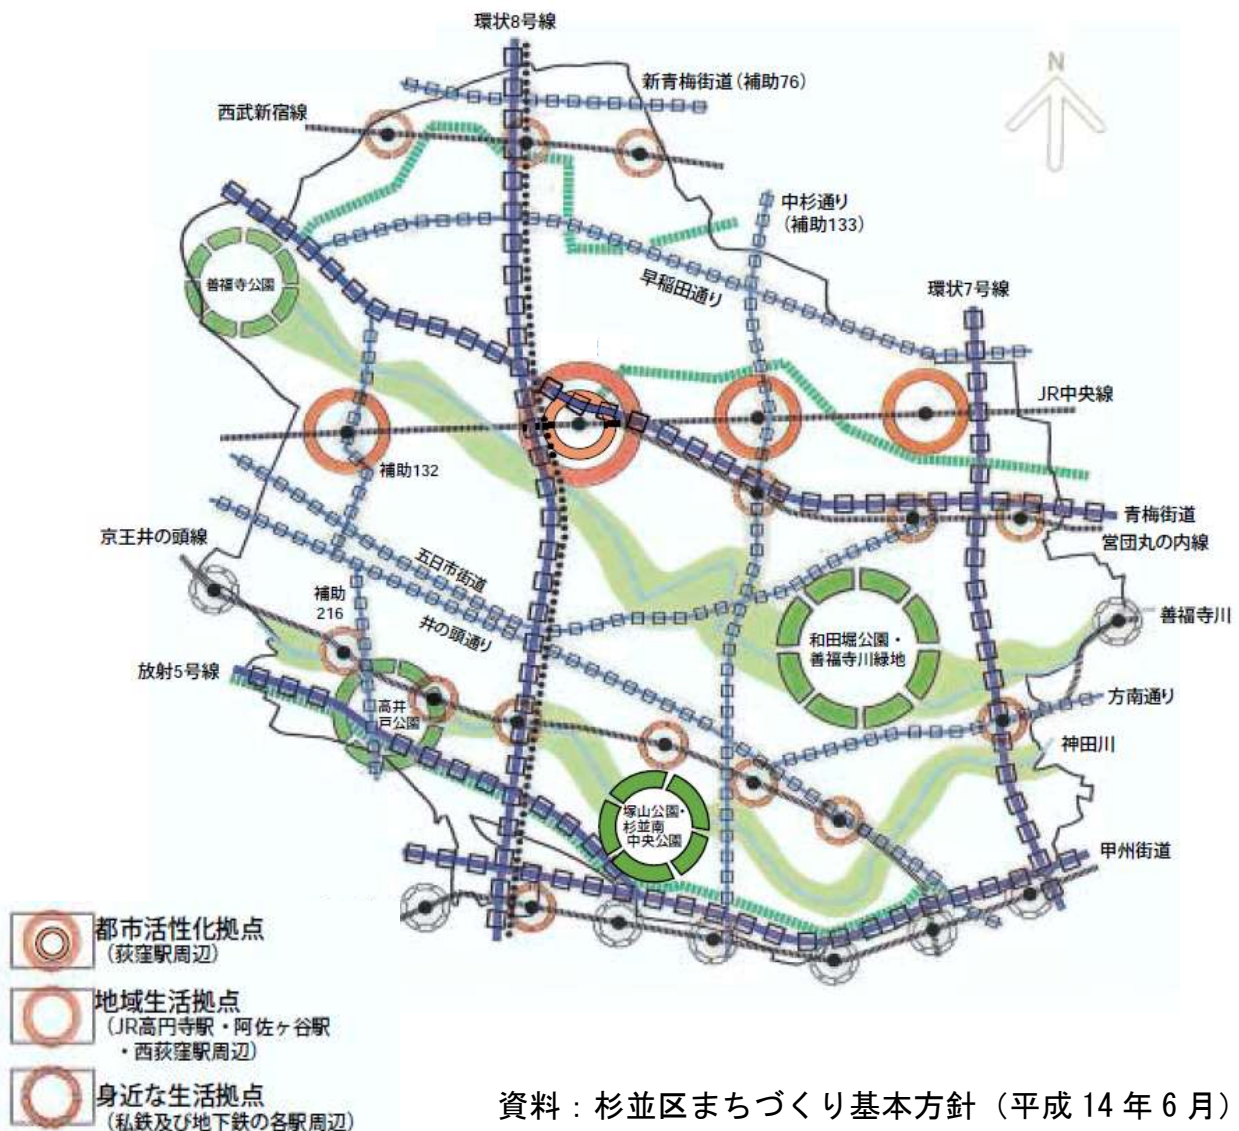 環状8号線
新青梅街道(補助76)
西武新宿線
N
中杉通り
(補助133)
善福寺公園
早稲田通り
環状7号線
JR中央線
補助132
青梅街道
営団丸の内線
京王井の頭線
五日市街道
補助
216
井の頭通り
善福寺川
和田堀公園・
善福寺川緑地
放射5号線
方南通り
高井
戸公園
神田川
塚山公園・
杉並南
中央公園
甲州街道
都市活性化拠点
(荻窪駅周辺)
地域生活拠点
(JR高円寺駅・阿佐ヶ谷駅
・西荻窪駅周辺)
身近な生活拠点
(私鉄及び地下鉄の各駅周辺)
資料:杉並区まちづくり基本方針(平成14年6月)